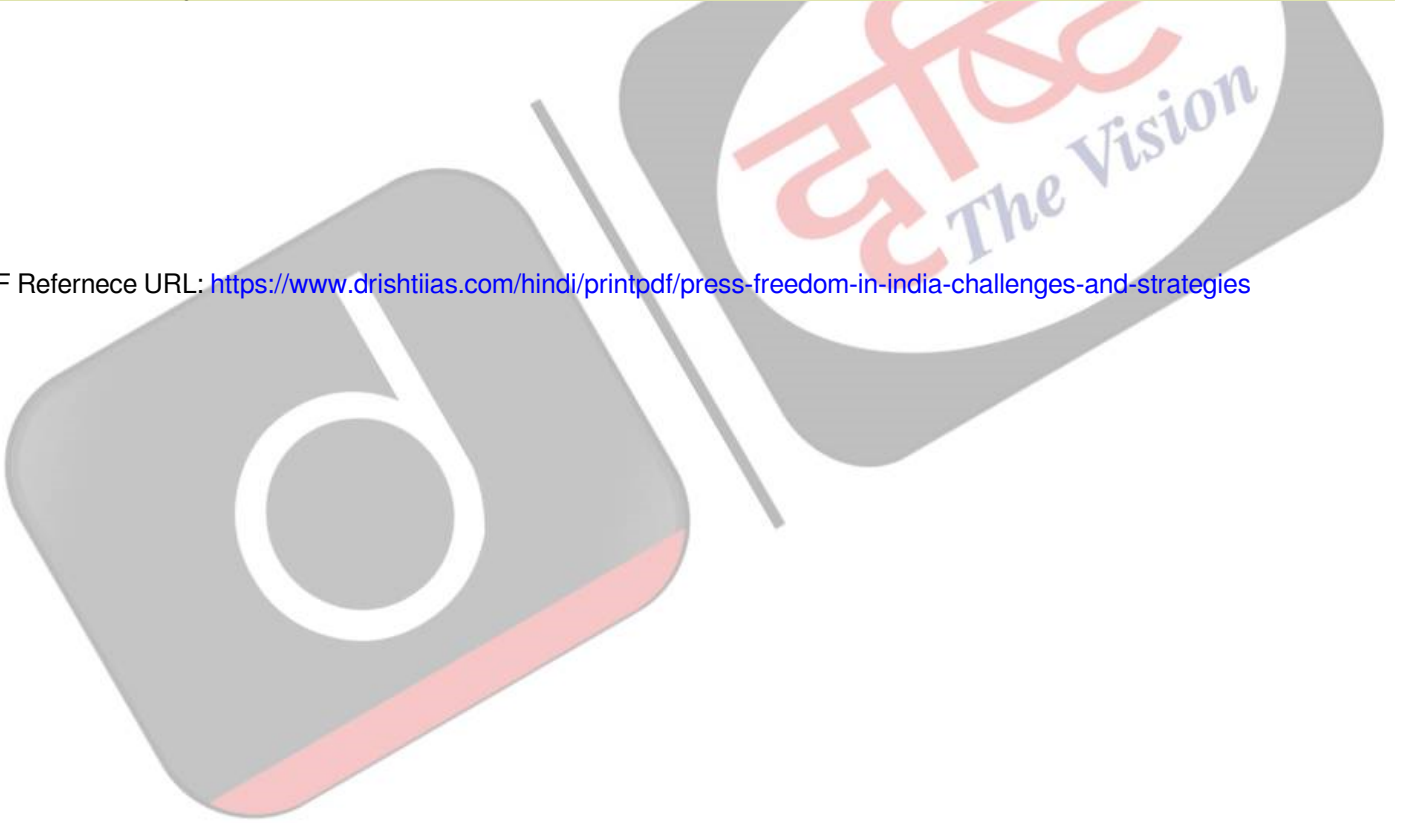 दृष्टि
The Vision
F Refernece URL: https://www.drishtiias.com/hindi/printpdf/press-freedom-in-india-challenges-and-strategies
d